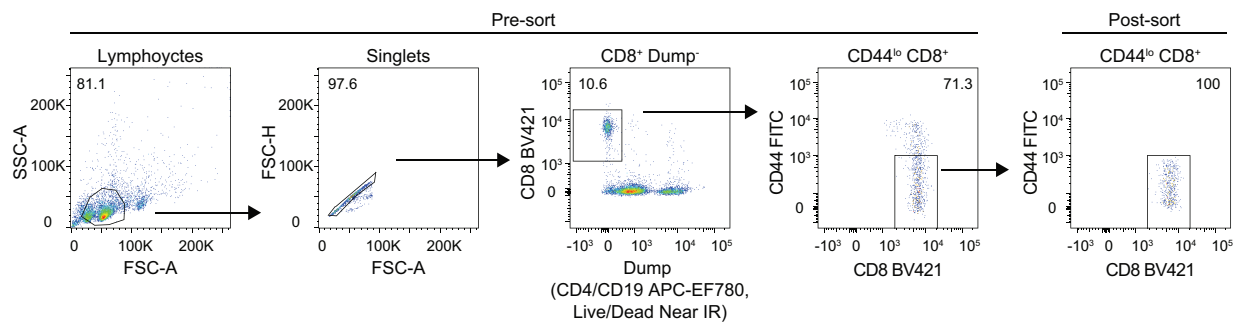 Pre-sort
Post-sort
Lymphoyctes
81.1
SSC-A
200K
100K
0
0 100K 200K
FSC-A
Singlets
97.6
FSC-H
200K
100K
0
0 100K 200K
FSC-A
CD8⁺ Dump⁻
10.6
CD8 BV421
10⁵
10⁴
10³
0
-10³ 0 10³ 10⁴ 10⁵
Dump
(CD4/CD19 APC-EF780,
Live/Dead Near IR)
CD44ˡᵒ CD8⁺
71.3
CD44 FITC
10⁵
10⁴
10³
0
-10³ 0 10³ 10⁴ 10⁵
CD8 BV421
CD44ˡᵒ CD8⁺
100
CD44 FITC
10⁵
10⁴
10³
0
-10³ 0 10³ 10⁴ 10⁵
CD8 BV421